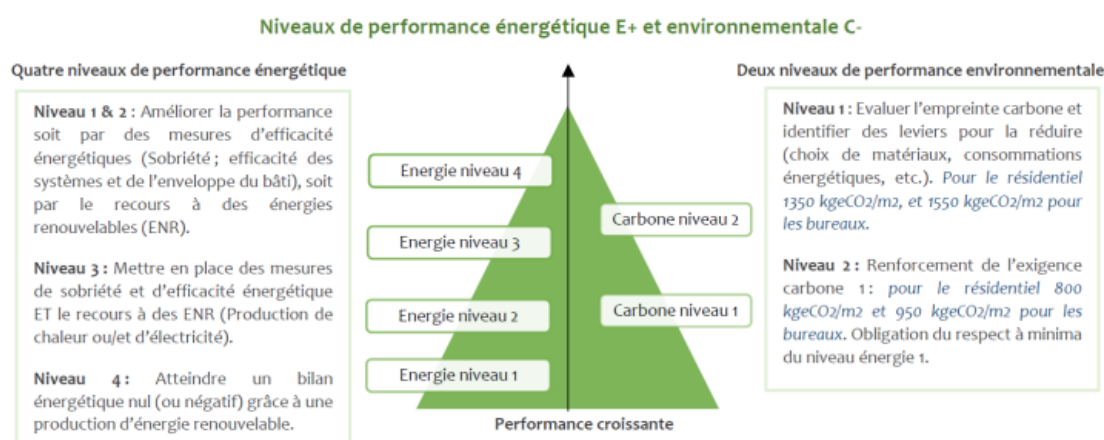 Niveaux de performance énergétique E+ et environnementale C-
Quatre niveaux de performance énergétique
Niveau 1 & 2 : Améliorer la performance
soit par des mesures d'efficacité
énergétiques (Sobriété ; efficacité des
systèmes et de l'enveloppe du bâti), soit
par le recours à des énergies
renouvelables (ENR).
Niveau 3 : Mettre en place des mesures
de sobriété et d'efficacité énergétique
ET le recours à des ENR (Production de
chaleur ou/et d'électricité).
Niveau 4 : Atteindre un bilan
énergétique nul (ou négatif) grâce à une
production d'énergie renouvelable.
Energie niveau 4
Energie niveau 3
Energie niveau 2
Energie niveau 1
Carbone niveau 2
Carbone niveau 1
Performance croissante
Deux niveaux de performance environnementale
Niveau 1 : Evaluer l'empreinte carbone et
identifier des leviers pour la réduire
(choix de matériaux, consommations
énergétiques, etc.). Pour le résidentiel
1350 kgeCO2/m2, et 1550 kgeCO2/m2 pour
les bureaux.
Niveau 2 : Renforcement de l'exigence
carbone 1 : pour le résidentiel 800
kgeCO2/m2 et 950 kgeCO2/m2 pour les
bureaux. Obligation du respect à minima
du niveau énergie 1.